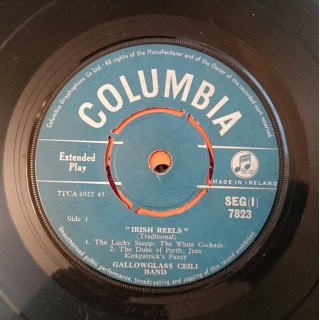 Columbia Graphophone Co. Ltd. All rights of the Manufacturer and of the Owner of the recorded work reserved
COLUMBIA
Extended
Play
MADE IN IRELAND
7TCA 1022 45
SEG(I)
7823
Side 1
"IRISH REELS"
(Traditional)
1. The Lucky Sesup; The White Cockade.
2. The Duke of Perth; Jean
Kirkpatrick's Fancy
GALLOWGLASS CEILI
BAND
Unauthorised public performance, broadcasting and copying of this record prohibited